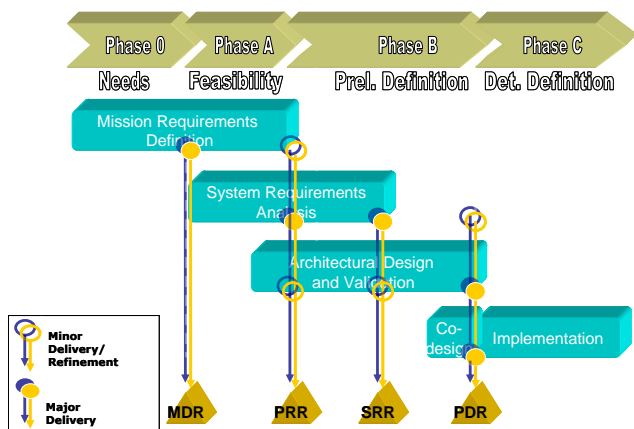 Phase 0
Phase A
Phase B
Phase C
Needs
Feasibility
Prel. Definition
Det. Definition
Mission Requirements
Definition
System Requirements
Analysis
Architectural Design
and Validation
Co-
design
Implementation
Minor
Delivery/
Refinement
Major
Delivery
MDR
PRR
SRR
PDR